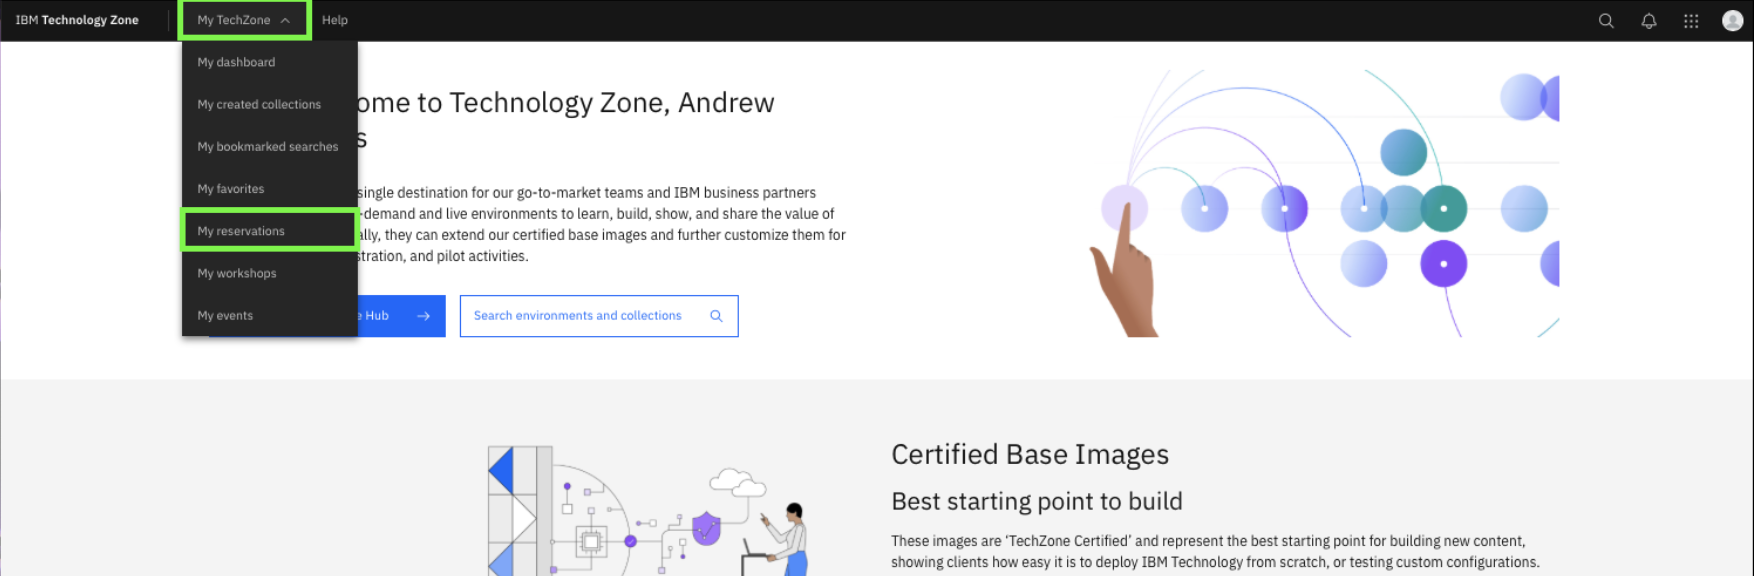 IBM Technology Zone
My TechZone
Help
My dashboard
My created collections
My bookmarked searches
My favorites
My reservations
My workshops
My events
ome to Technology Zone, Andrew
s
single destination for our go-to-market teams and IBM business partners
-demand and live environments to learn, build, show, and share the value of
ally, they can extend our certified base images and further customize them for
stration, and pilot activities.
e Hub
Search environments and collections
Certified Base Images
Best starting point to build
These images are ‘TechZone Certified’ and represent the best starting point for building new content,
showing clients how easy it is to deploy IBM Technology from scratch, or testing custom configurations.